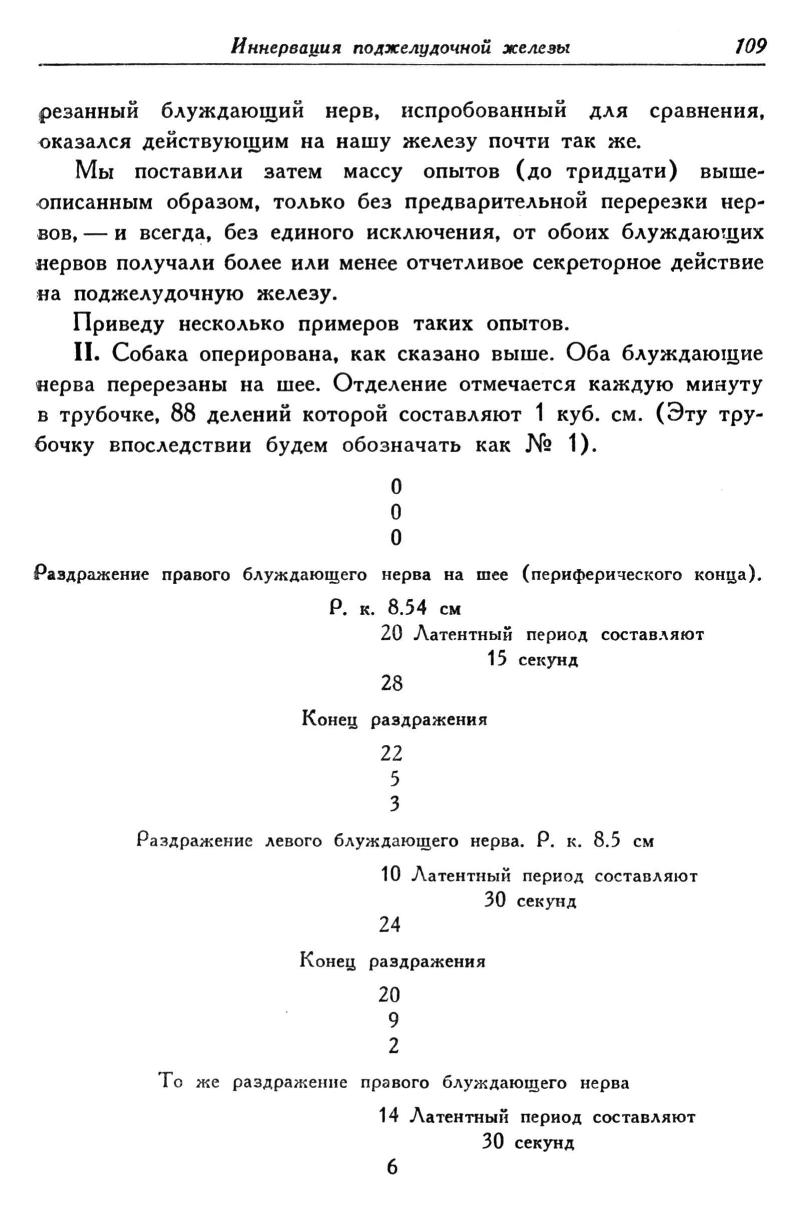 Иннервация поджелудочной железы 109
резанный блуждающий нерв, испробованный для сравнения,
оказался действующим на нашу железу почти так же.
Мы поставили затем массу опытов (до тридцати) выше-
описанным образом, только без предварительной перерезки нер-
вов, — и всегда, без единого исключения, от обоих блуждающих
нервов получали более или менее отчетливое секреторное действие
на поджелудочную железу.
Приведу несколько примеров таких опытов.
II. Собака оперирована, как сказано выше. Оба блуждающие
нерва перерезаны на шее. Отделение отмечается каждую минуту
в трубочке, 88 делений которой составляют 1 куб. см. (Эту тру-
бочку впоследствии будем обозначать как № 1).
0
0
0
Раздражение правого блуждающего нерва на шее (периферического конца).
Р. к. 8.54 см
20 Латентный период составляют
15 секунд
28
Конец раздражения
22
5
3
Раздражение левого блуждающего нерва. Р. к. 8.5 см
10 Латентный период составляют
30 секунд
24
Конец раздражения
20
9
2
То же раздражение правого блуждающего нерва
14 Латентный период составляют
30 секунд
6